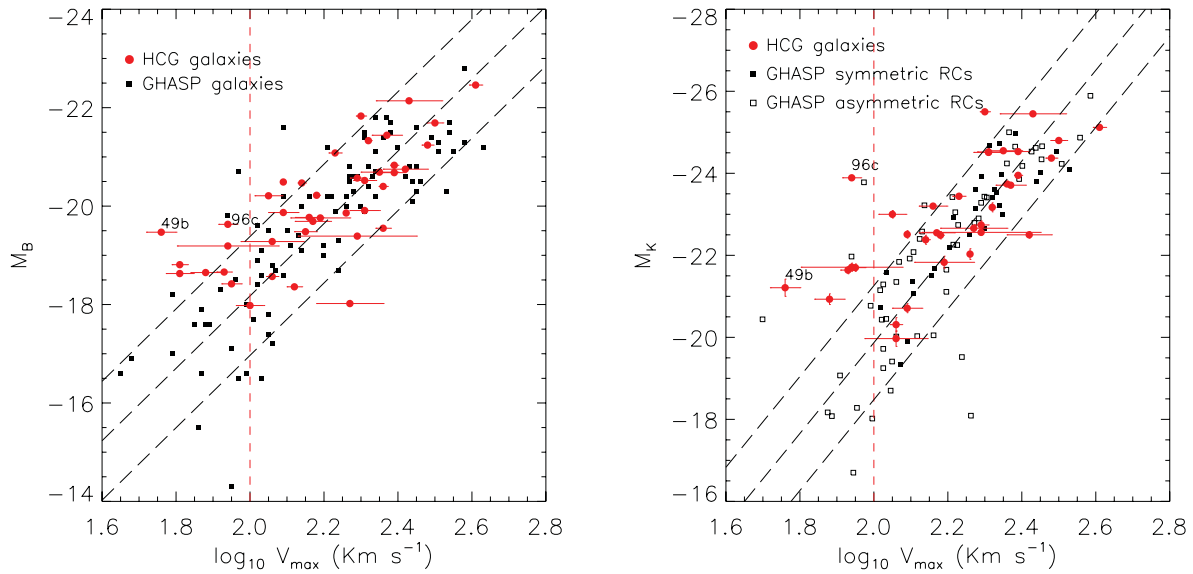 −24
−22
−20
−18
−16
−14
M_B
HCG galaxies
GHASP galaxies
49b
96c
1.6 2.0 2.2 2.4 2.6 2.8
1.8
log₁₀ V_max (Km s⁻¹)
−28
−26
−24
−22
−20
−18
−16
M_K
HCG galaxies
GHASP symmetric RCs
GHASP asymmetric RCs
96c
49b
1.6 1.8 2.0 2.2 2.4 2.6 2.8
log₁₀ V_max (Km s⁻¹)